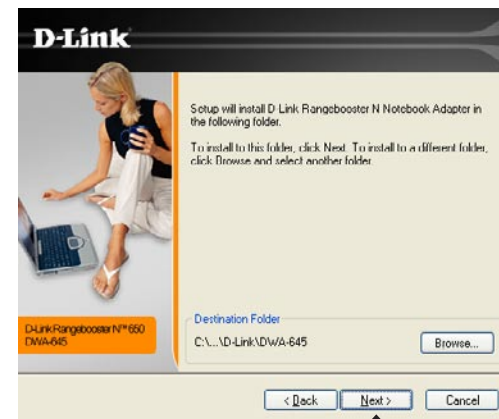 D-Link
Setup will install D-Link Rangebooster N Notebook Adapter in
the following folder.
To install to this folder, click Next. To install to a different folder,
click Browse and select another folder.
D-Link Rangebooster N™ 650
DWA-645
Destination Folder
C:\...\D-Link\DWA-645
Browse...
< Back
Next >
Cancel